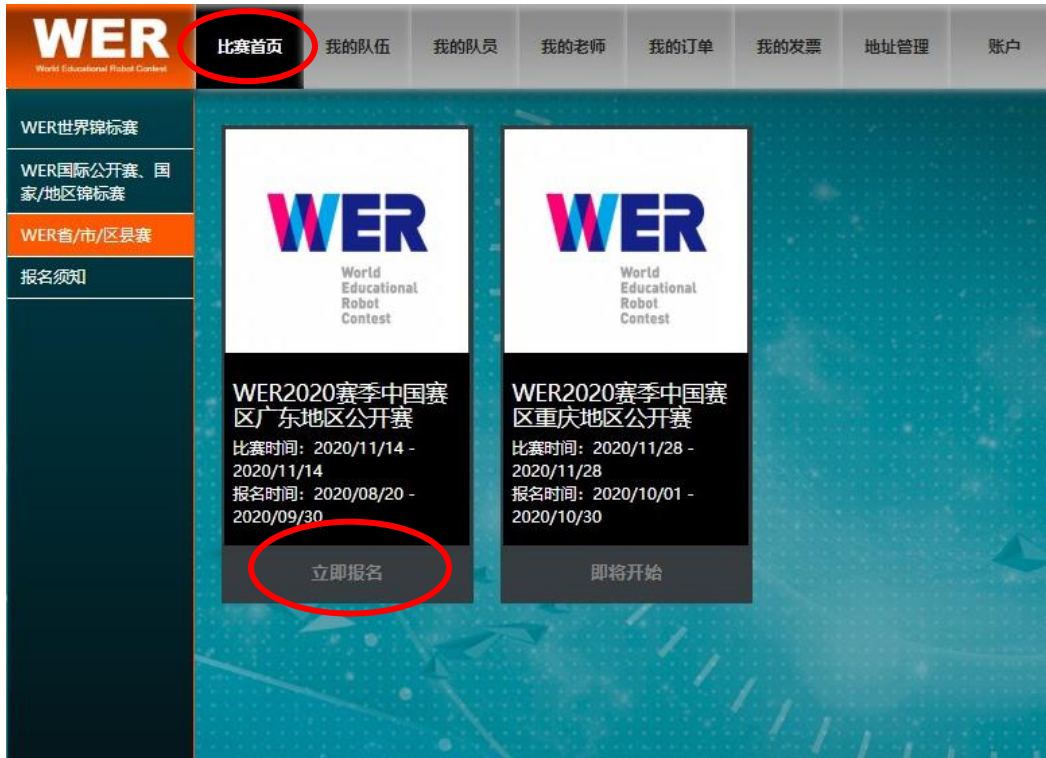 WER
World Educational Robot Contest
比赛首页
我的队伍
我的队员
我的老师
我的订单
我的发票
地址管理
账户
WER世界锦标赛
WER国际公开赛、国
家/地区锦标赛
WER省/市/区县赛
报名须知
WER
World
Educational
Robot
Contest
WER2020赛季中国赛
区广东地区公开赛
比赛时间：2020/11/14 -
2020/11/14
报名时间：2020/08/20 -
2020/09/30
立即报名
WER
World
Educational
Robot
Contest
WER2020赛季中国赛
区重庆地区公开赛
比赛时间：2020/11/28 -
2020/11/28
报名时间：2020/10/01 -
2020/10/30
即将开始